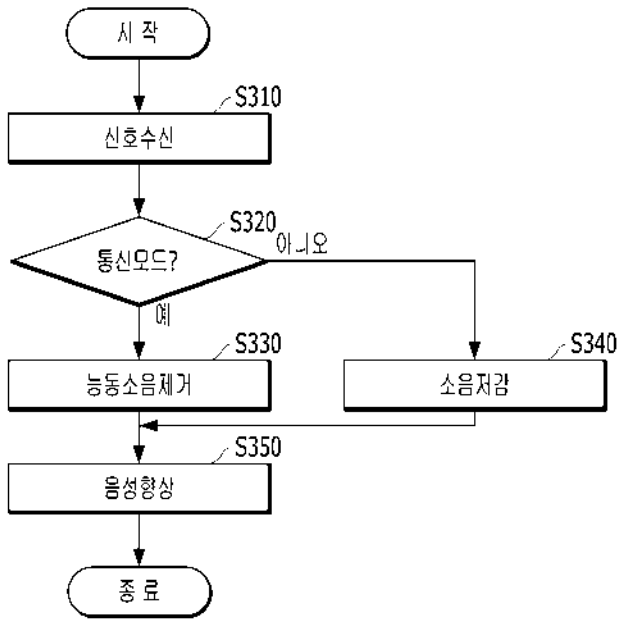 시 작
S310
신호수신
S320
통신모드?
아니오
예
S330
능동소음제거
S340
소음저감
S350
음성향상
종 료